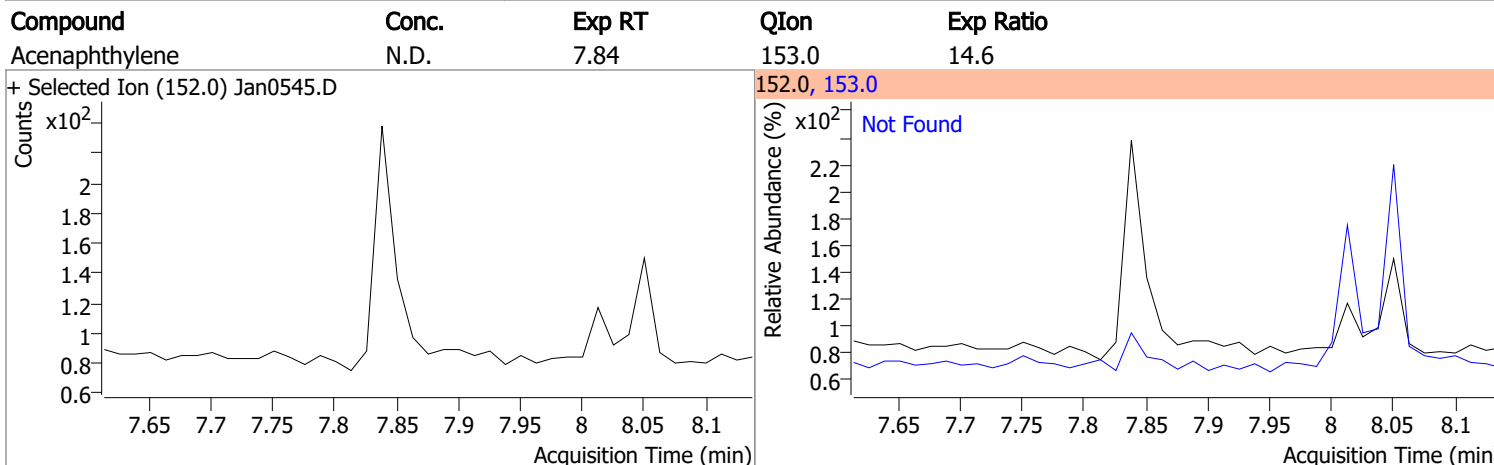 Compound Conc. Exp RT QIon Exp Ratio
Acenaphthylene N.D. 7.84 153.0 14.6
+ Selected Ion (152.0) Jan0545.D
Counts
x10²
2
1.8
1.6
1.4
1.2
1
0.8
0.6
7.65 7.7 7.75 7.8 7.85 7.9 7.95 8 8.05 8.1
Acquisition Time (min)
152.0, 153.0
Relative Abundance (%)
x10²
Not Found
2.2
2
1.8
1.6
1.4
1.2
1
0.8
0.6
7.65 7.7 7.75 7.8 7.85 7.9 7.95 8 8.05 8.1
Acquisition Time (min